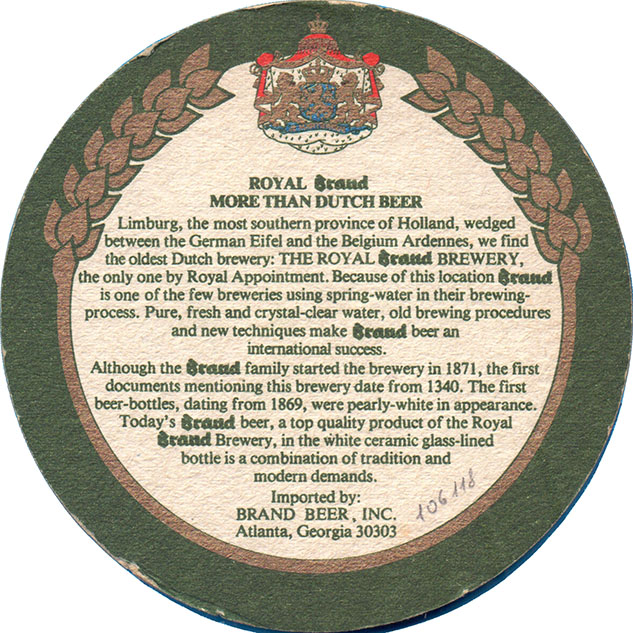 ROYAL Brand
MORE THAN DUTCH BEER
Limburg, the most southern province of Holland, wedged
between the German Eifel and the Belgium Ardennes, we find
the oldest Dutch brewery: THE ROYAL Brand BREWERY,
the only one by Royal Appointment. Because of this location Brand
is one of the few breweries using spring-water in their brewing-
process. Pure, fresh and crystal-clear water, old brewing procedures
and new techniques make Brand beer an
international success.
Although the Brand family started the brewery in 1871, the first
documents mentioning this brewery date from 1340. The first
beer-bottles, dating from 1869, were pearly-white in appearance.
Today's Brand beer, a top quality product of the Royal
Brand Brewery, in the white ceramic glass-lined
bottle is a combination of tradition and
modern demands.
Imported by:
BRAND BEER, INC.
Atlanta, Georgia 30303
106118